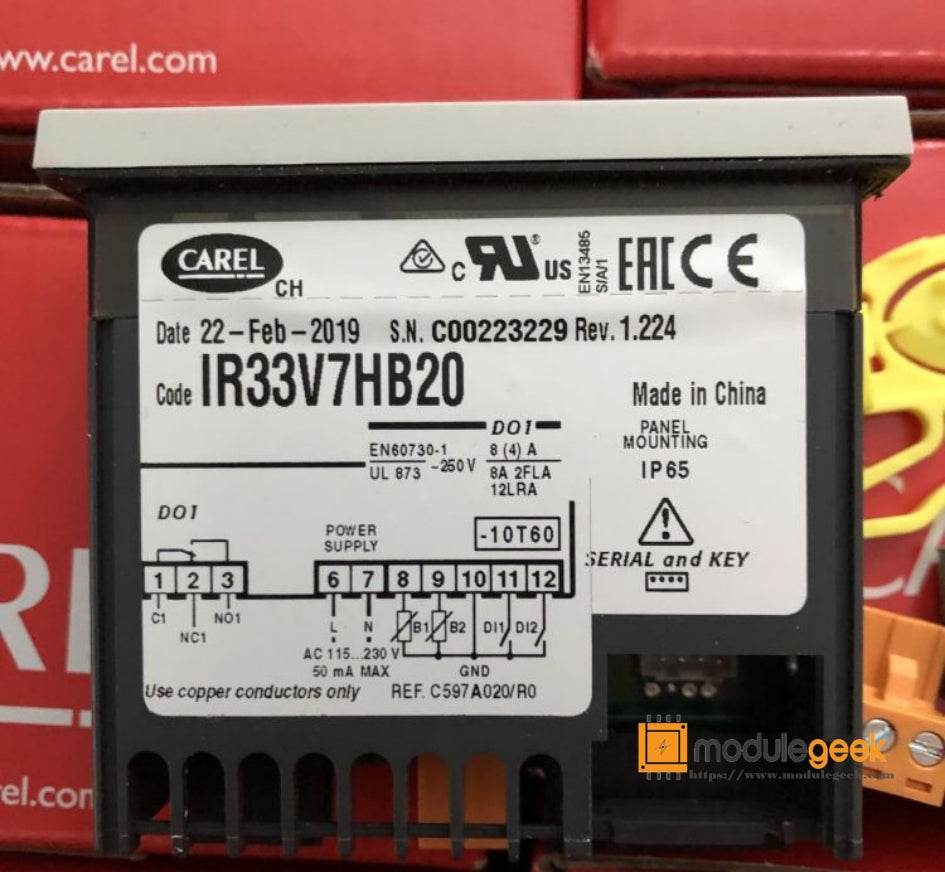 ww.carel.com
CAREL
CH
c RU US
®
EN13485
S/A/1
EAC CE
Date 22-Feb-2019 S.N. C00223229 Rev. 1.224
Code IR33V7HB20
Made in China
DO1
PANEL
MOUNTING
EN60730-1
UL 873
~250V
8 (4) A
8A 2FLA
12LRA
IP65
DO1
POWER
SUPPLY
-10T60
SERIAL and KEY
1 2 3 6 7 8 9 10 11 12
C1
NC1
NO1
L N B1 B2 DI1 DI2
AC 115...230 V
50 mA MAX
GND
Use copper conductors only REF. C597A020/R0
modulegeek
https://www.modulegeek.com
rel.com